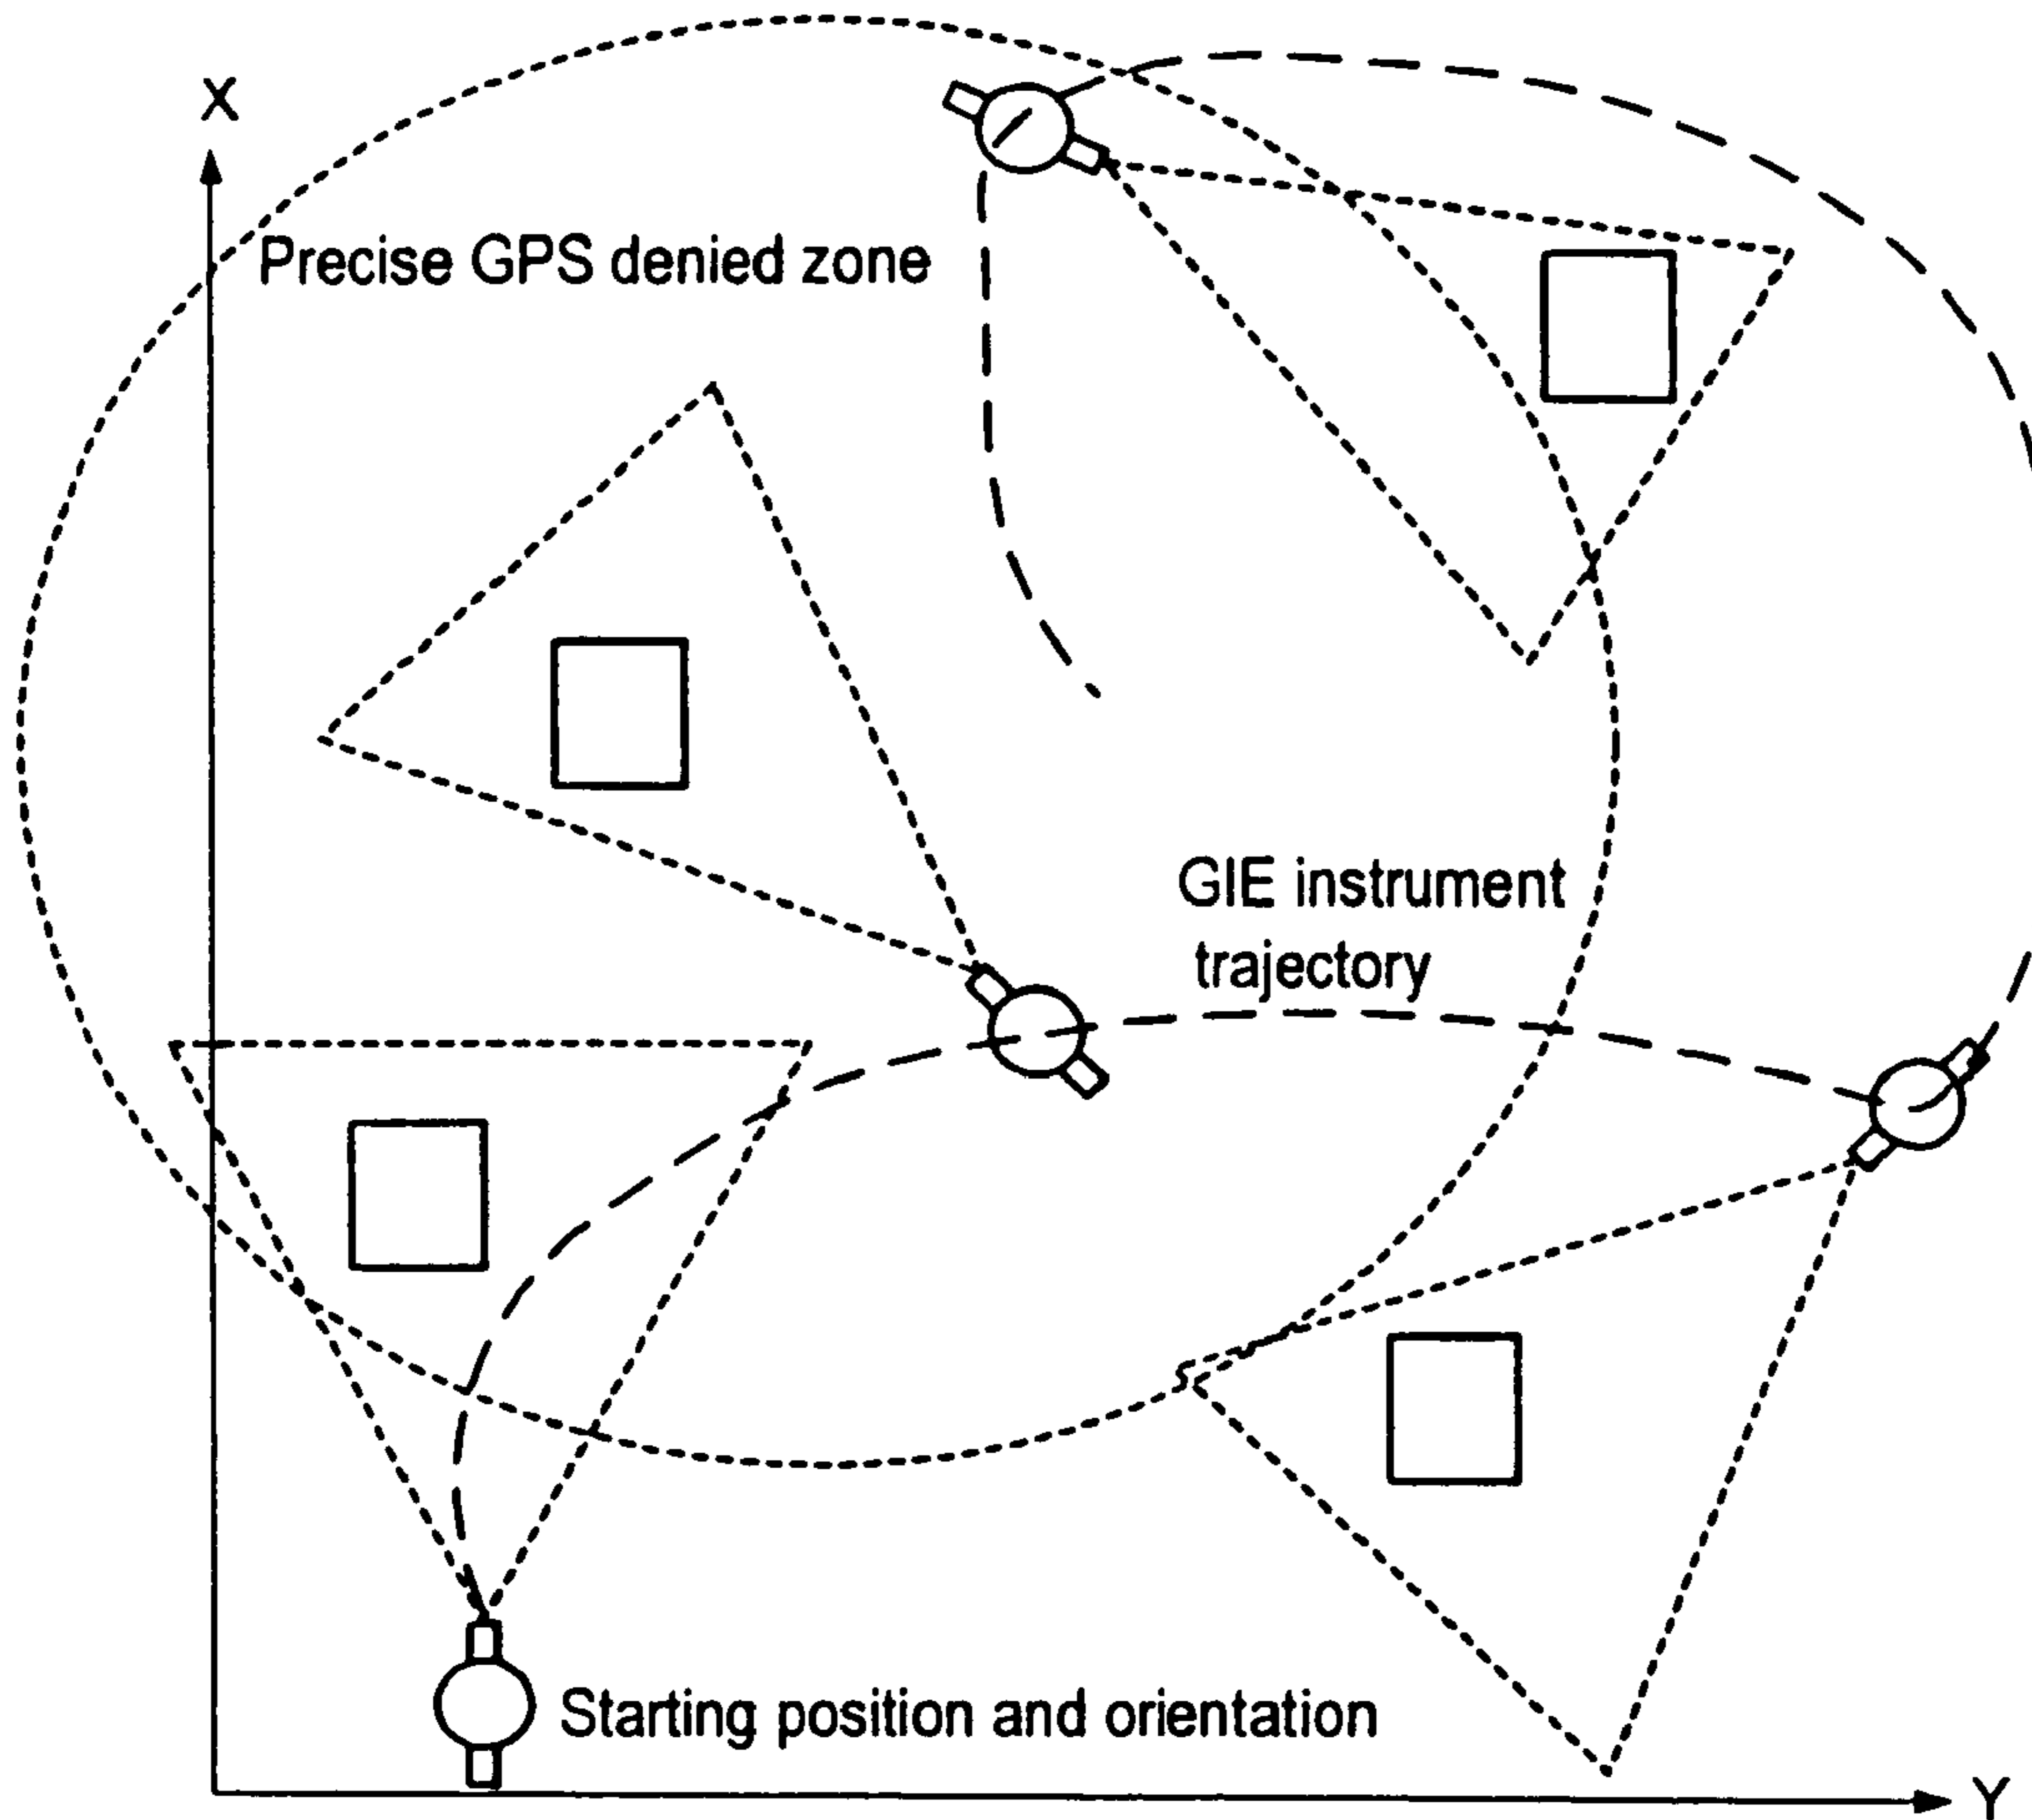 X
Precise GPS denied zone
GIE instrument
trajectory
Starting position and orientation
Y